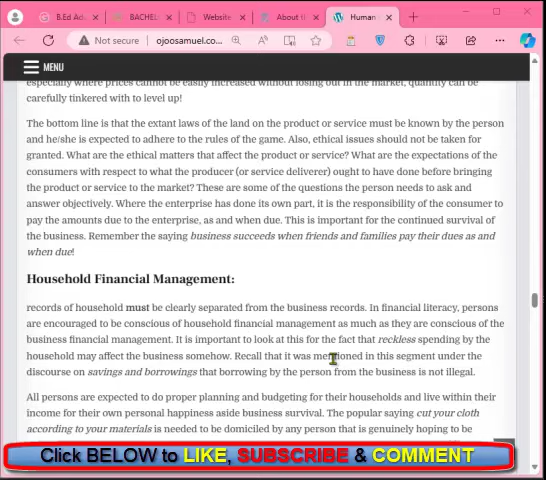 B.Ed Ad
BACHEL
Website
About U
Human
Not secure
ojoosamuel.co...
MENU
especially where prices cannot be easily increased without losing out in the market, quantity can be
carefully tinkered with to level up!
The bottom line is that the extant laws of the land on the product or service must be known by the person
and he/she is expected to adhere to the rules of the game. Also, ethical issues should not be taken for
granted. What are the ethical matters that affect the product or service? What are the expectations of the
consumers with respect to what the producer (or service deliverer) ought to have done before bringing
the product or service to the market? These are some of the questions the person needs to ask and
answer objectively. Where the enterprise has done its own part, it is the responsibility of the consumer to
pay the amounts due to the enterprise, as and when due. This is important for the continued survival of
the business. Remember the saying business succeeds when friends and families pay their dues as and
when due!
Household Financial Management:
records of household must be clearly separated from the business records. In financial literacy, persons
are encouraged to be conscious of household financial management as much as they are conscious of the
business financial management. It is important to look at this for the fact that reckless spending by the
household may affect the business somehow. Recall that it was mentioned in this segment under the
discourse on savings and borrowings that borrowing by the person from the business is not illegal.
All persons are expected to do proper planning and budgeting for their households and live within their
income for their own personal happiness aside business survival. The popular saying cut your cloth
according to your materials is needed to be domiciled by any person that is genuinely hoping to be
Click BELOW to LIKE, SUBSCRIBE & COMMENT